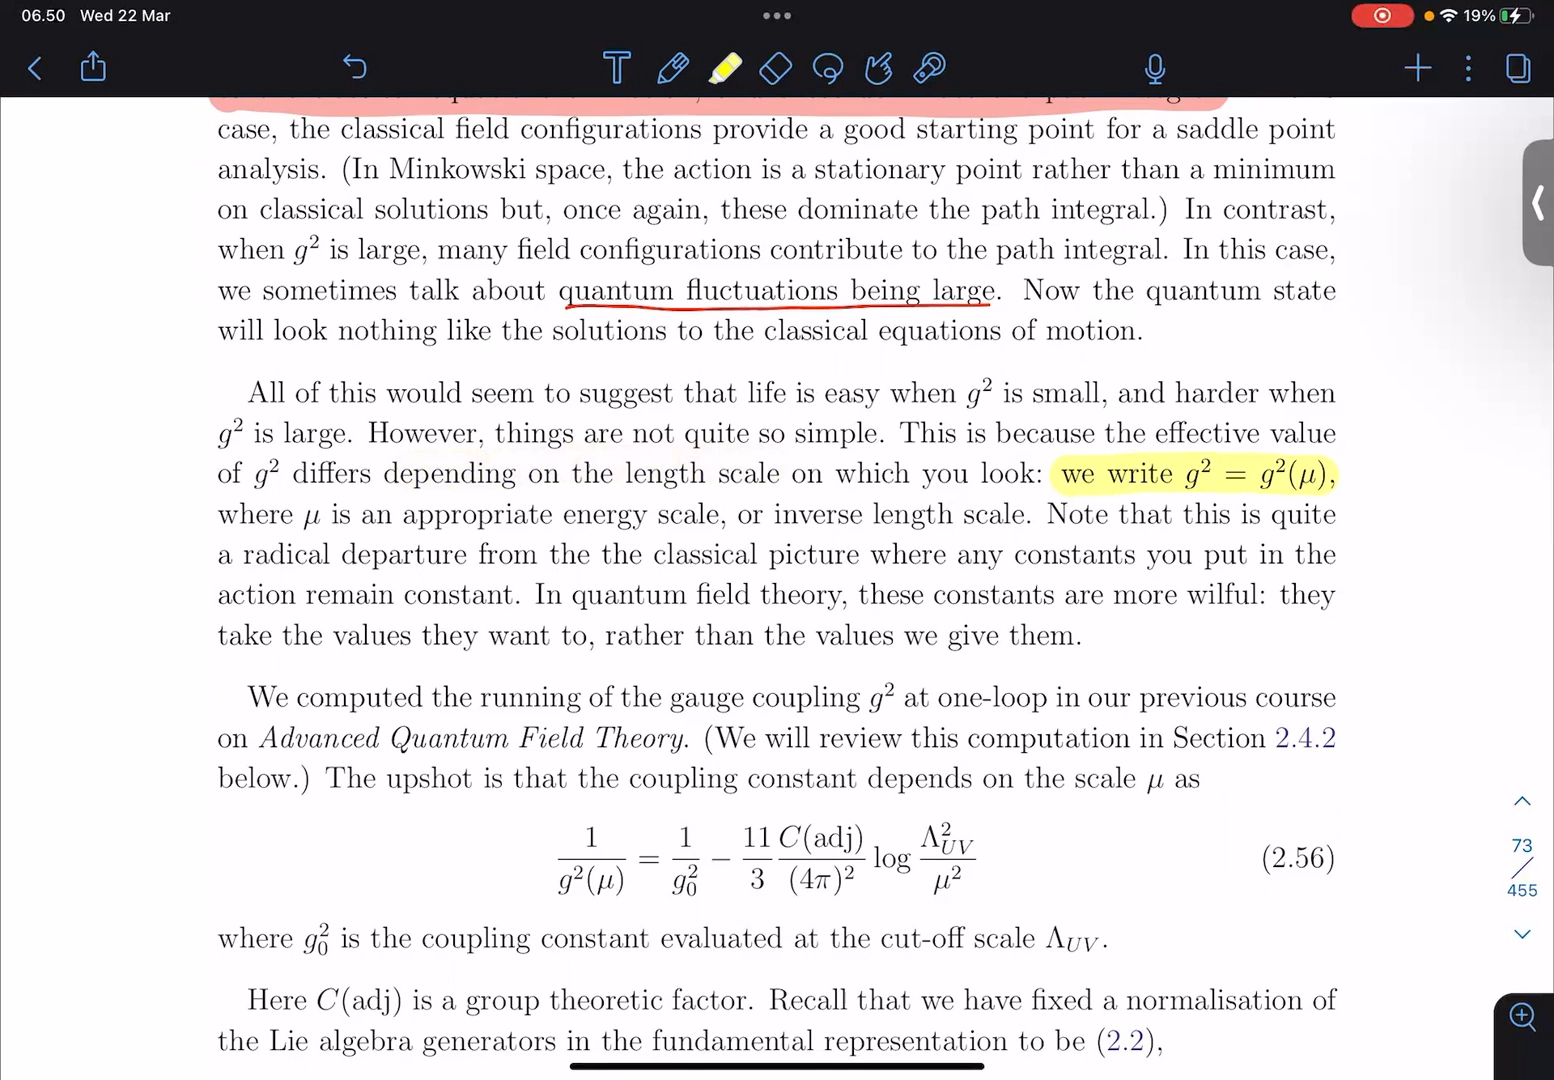 06.50 Wed 22 Mar
19%
case, the classical field configurations provide a good starting point for a saddle point
analysis. (In Minkowski space, the action is a stationary point rather than a minimum
on classical solutions but, once again, these dominate the path integral.) In contrast,
when g² is large, many field configurations contribute to the path integral. In this case,
we sometimes talk about quantum fluctuations being large. Now the quantum state
will look nothing like the solutions to the classical equations of motion.
All of this would seem to suggest that life is easy when g² is small, and harder when
g² is large. However, things are not quite so simple. This is because the effective value
of g² differs depending on the length scale on which you look: we write g² = g²(μ),
where μ is an appropriate energy scale, or inverse length scale. Note that this is quite
a radical departure from the the classical picture where any constants you put in the
action remain constant. In quantum field theory, these constants are more wilful: they
take the values they want to, rather than the values we give them.
We computed the running of the gauge coupling g² at one-loop in our previous course
on Advanced Quantum Field Theory. (We will review this computation in Section 2.4.2
below.) The upshot is that the coupling constant depends on the scale μ as
1/g²(μ) = 1/g₀² − 11/3 C(adj)/(4π)² log Λ²_UV/μ² (2.56)
where g₀² is the coupling constant evaluated at the cut-off scale Λ_UV.
Here C(adj) is a group theoretic factor. Recall that we have fixed a normalisation of
the Lie algebra generators in the fundamental representation to be (2.2),
73
455